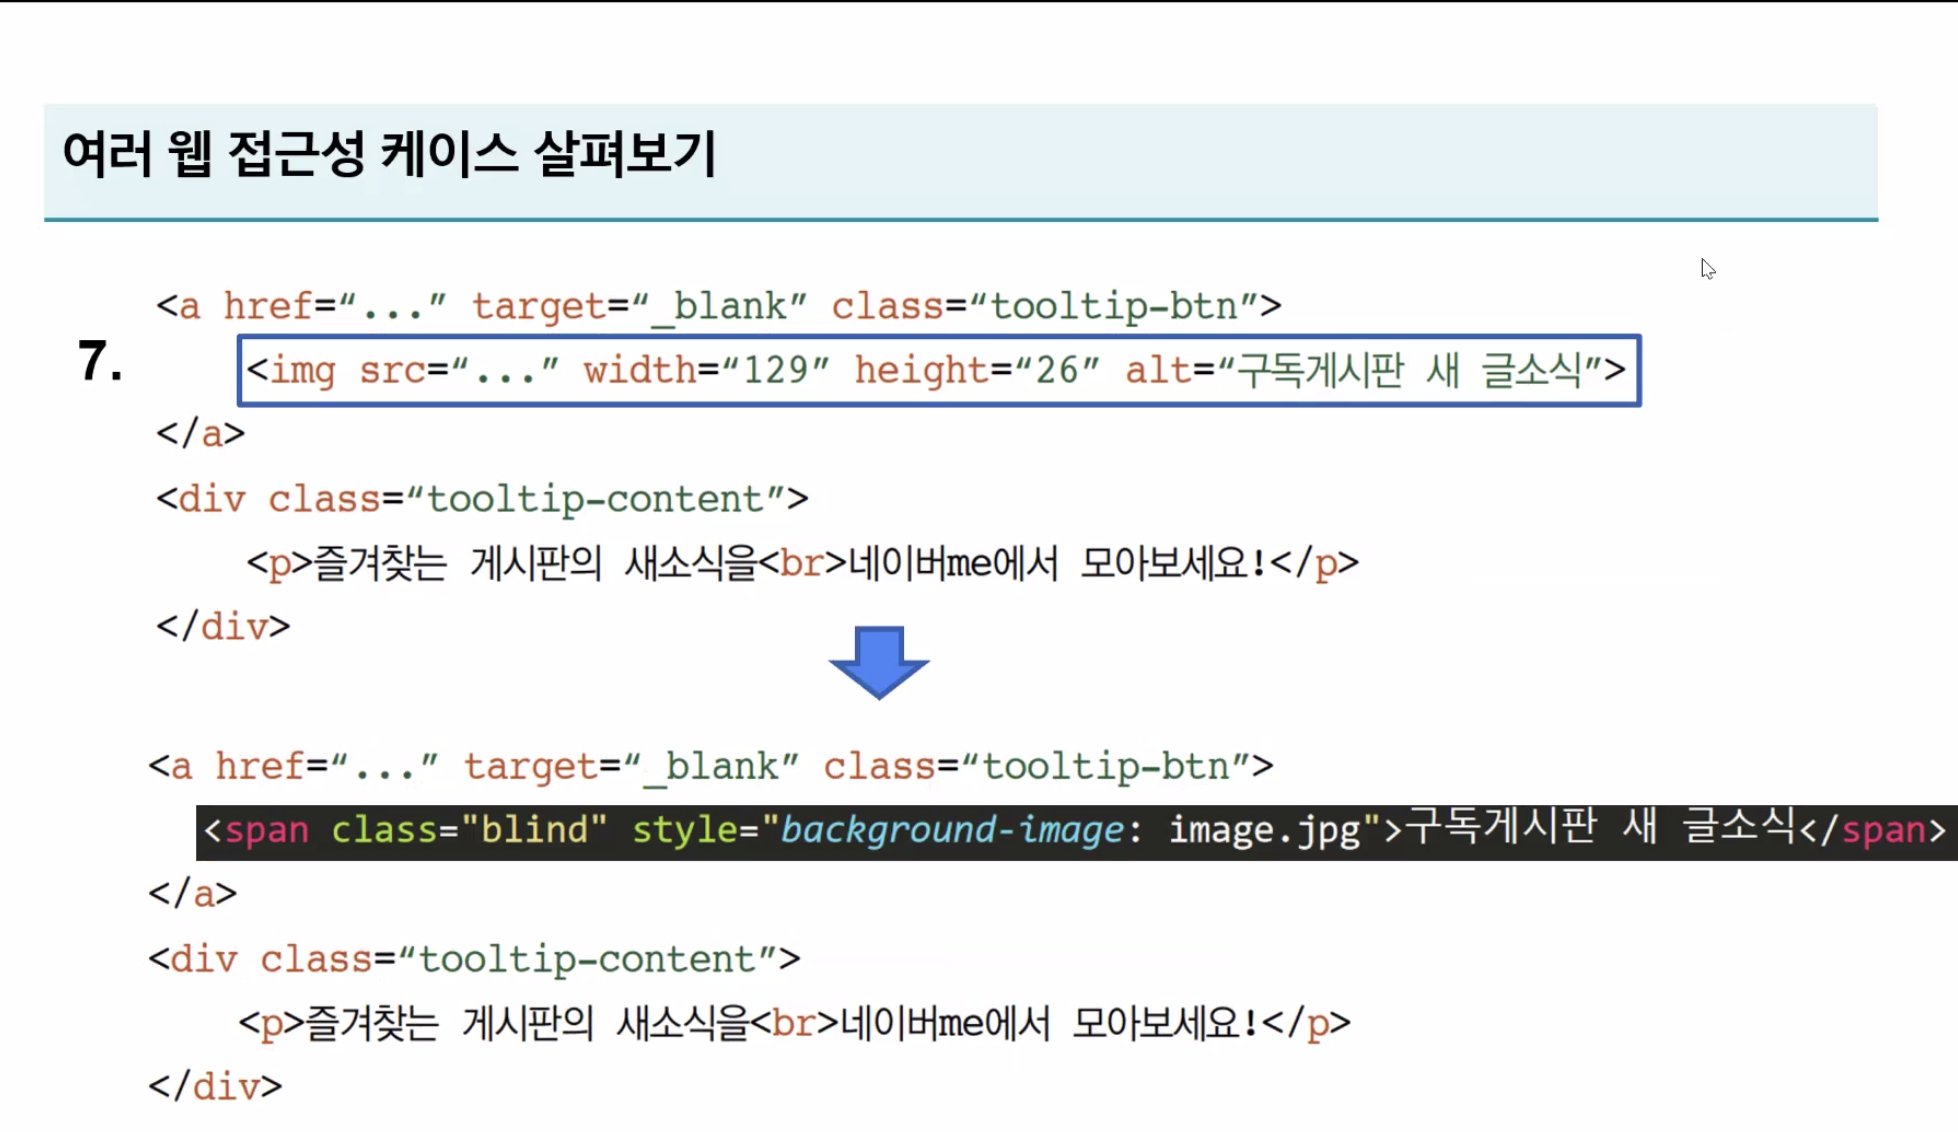 여러 웹 접근성 케이스 살펴보기
<a href=“...” target=“_blank” class=“tooltip-btn”>
7.
<img src=“...” width=“129” height=“26” alt=“구독게시판 새 글소식”>
</a>
<div class=“tooltip-content”>
<p>즐겨찾는 게시판의 새소식을<br>네이버me에서 모아보세요!</p>
</div>
<a href=“...” target=“_blank” class=“tooltip-btn”>
<span class="blind" style="background-image: image.jpg">구독게시판 새 글소식</span>
</a>
<div class=“tooltip-content”>
<p>즐겨찾는 게시판의 새소식을<br>네이버me에서 모아보세요!</p>
</div>